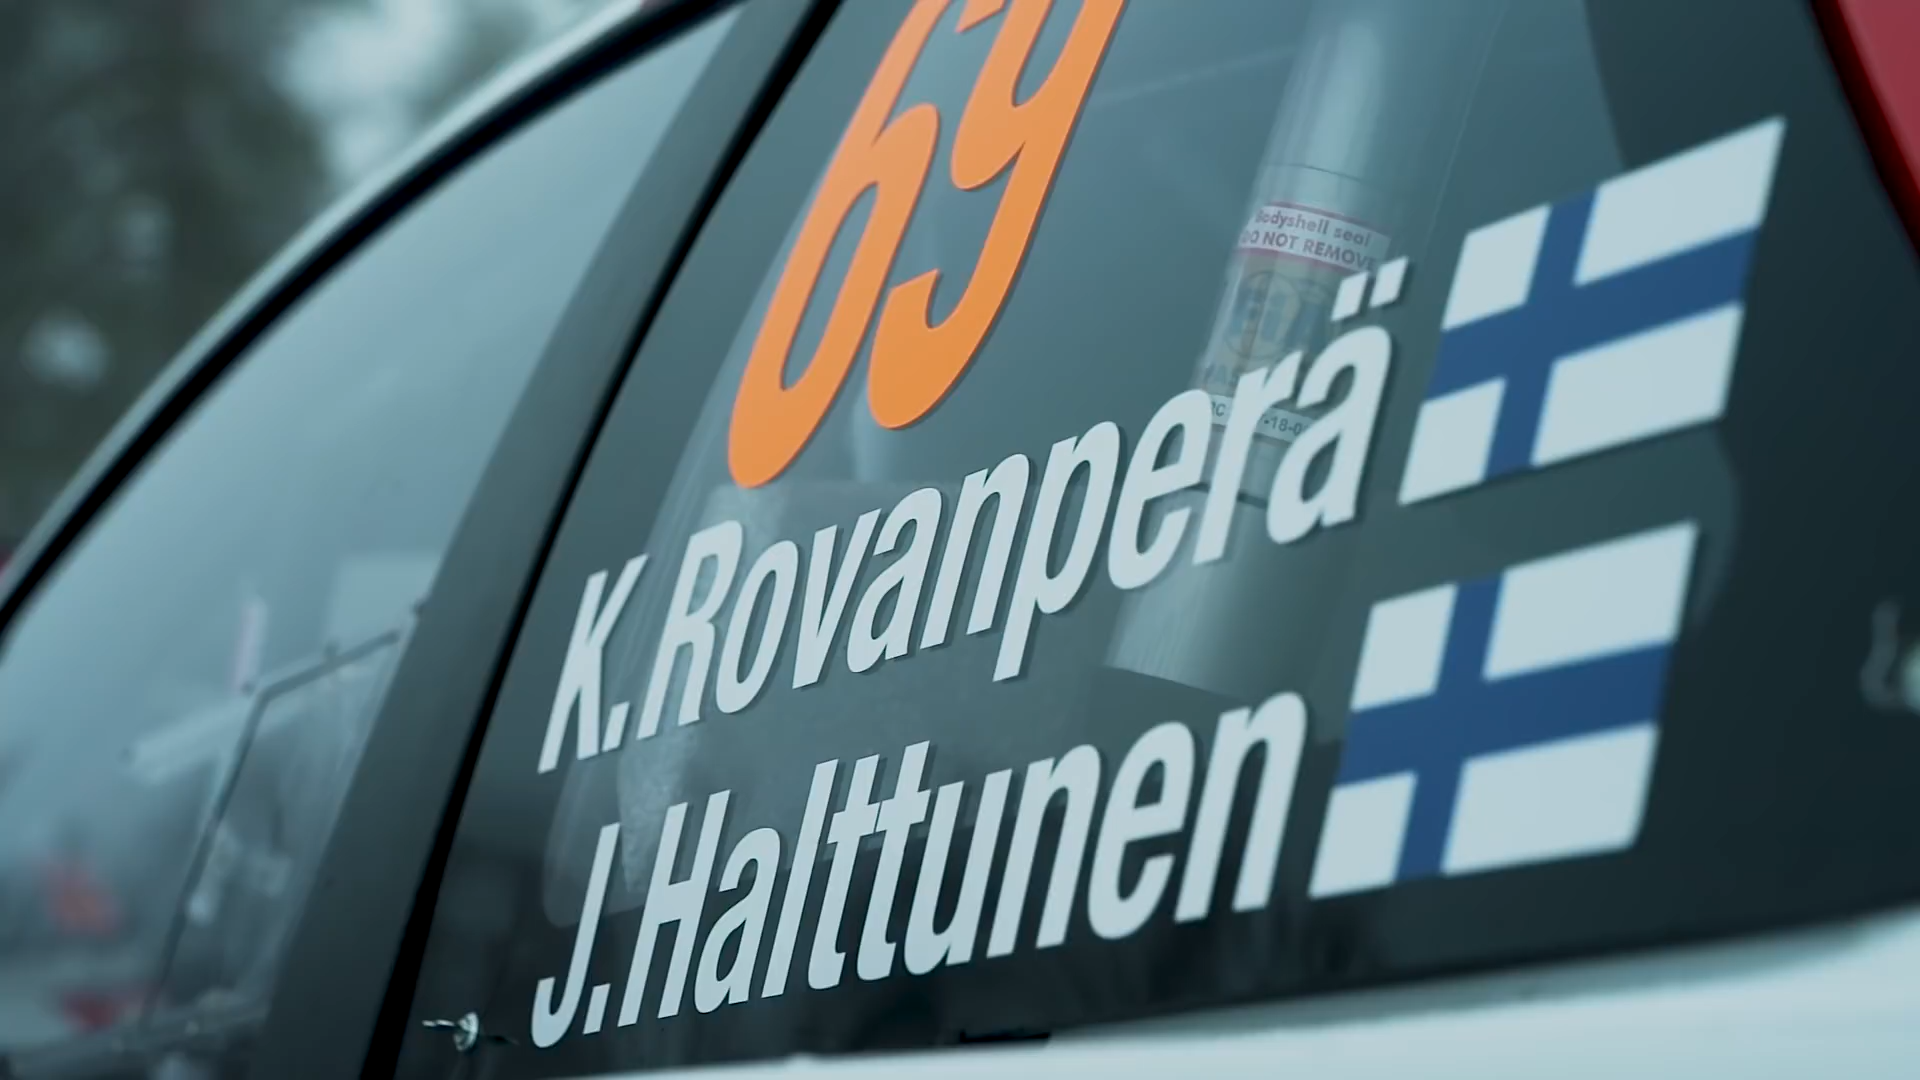 69
Bodyshell seal
DO NOT REMOVE
K.Rovanperä
J.Halttunen